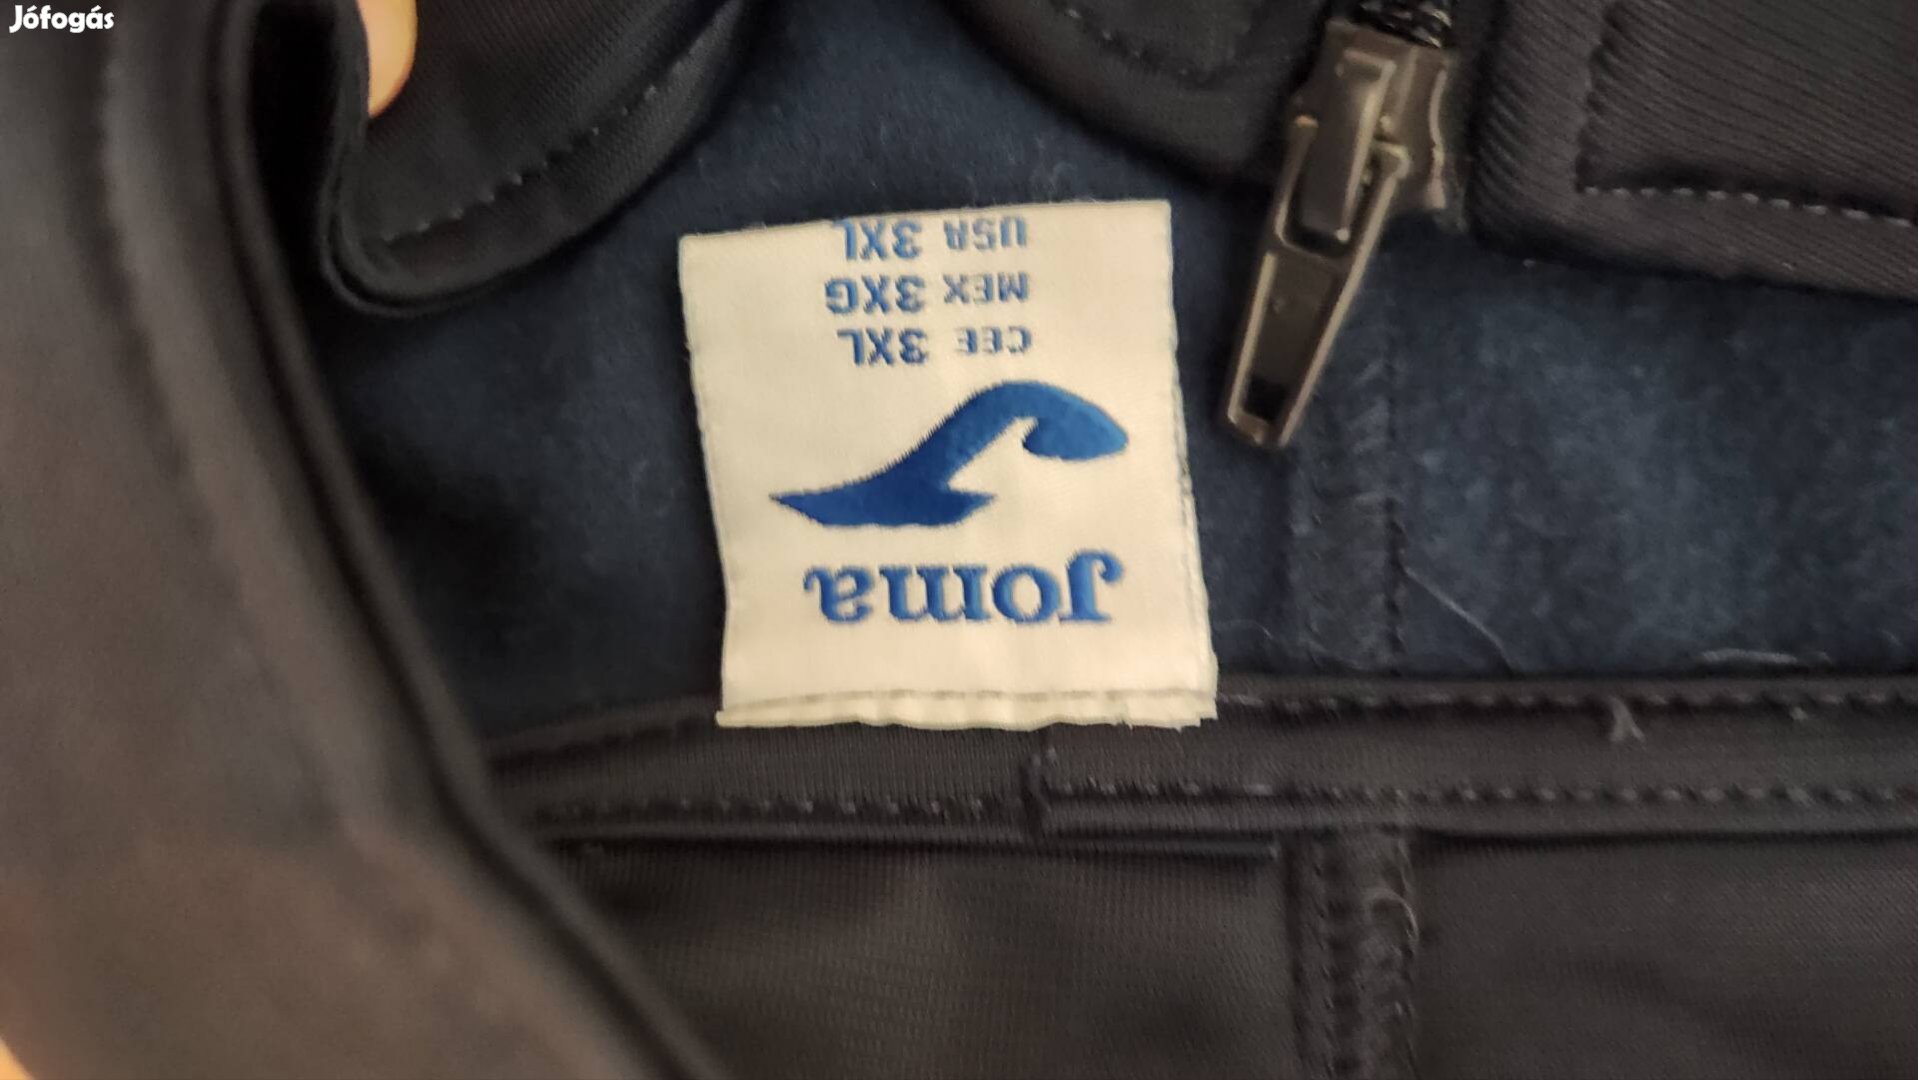 Jófogás
Joma
CEE 3XL
MEX 3XG
USA 3XL